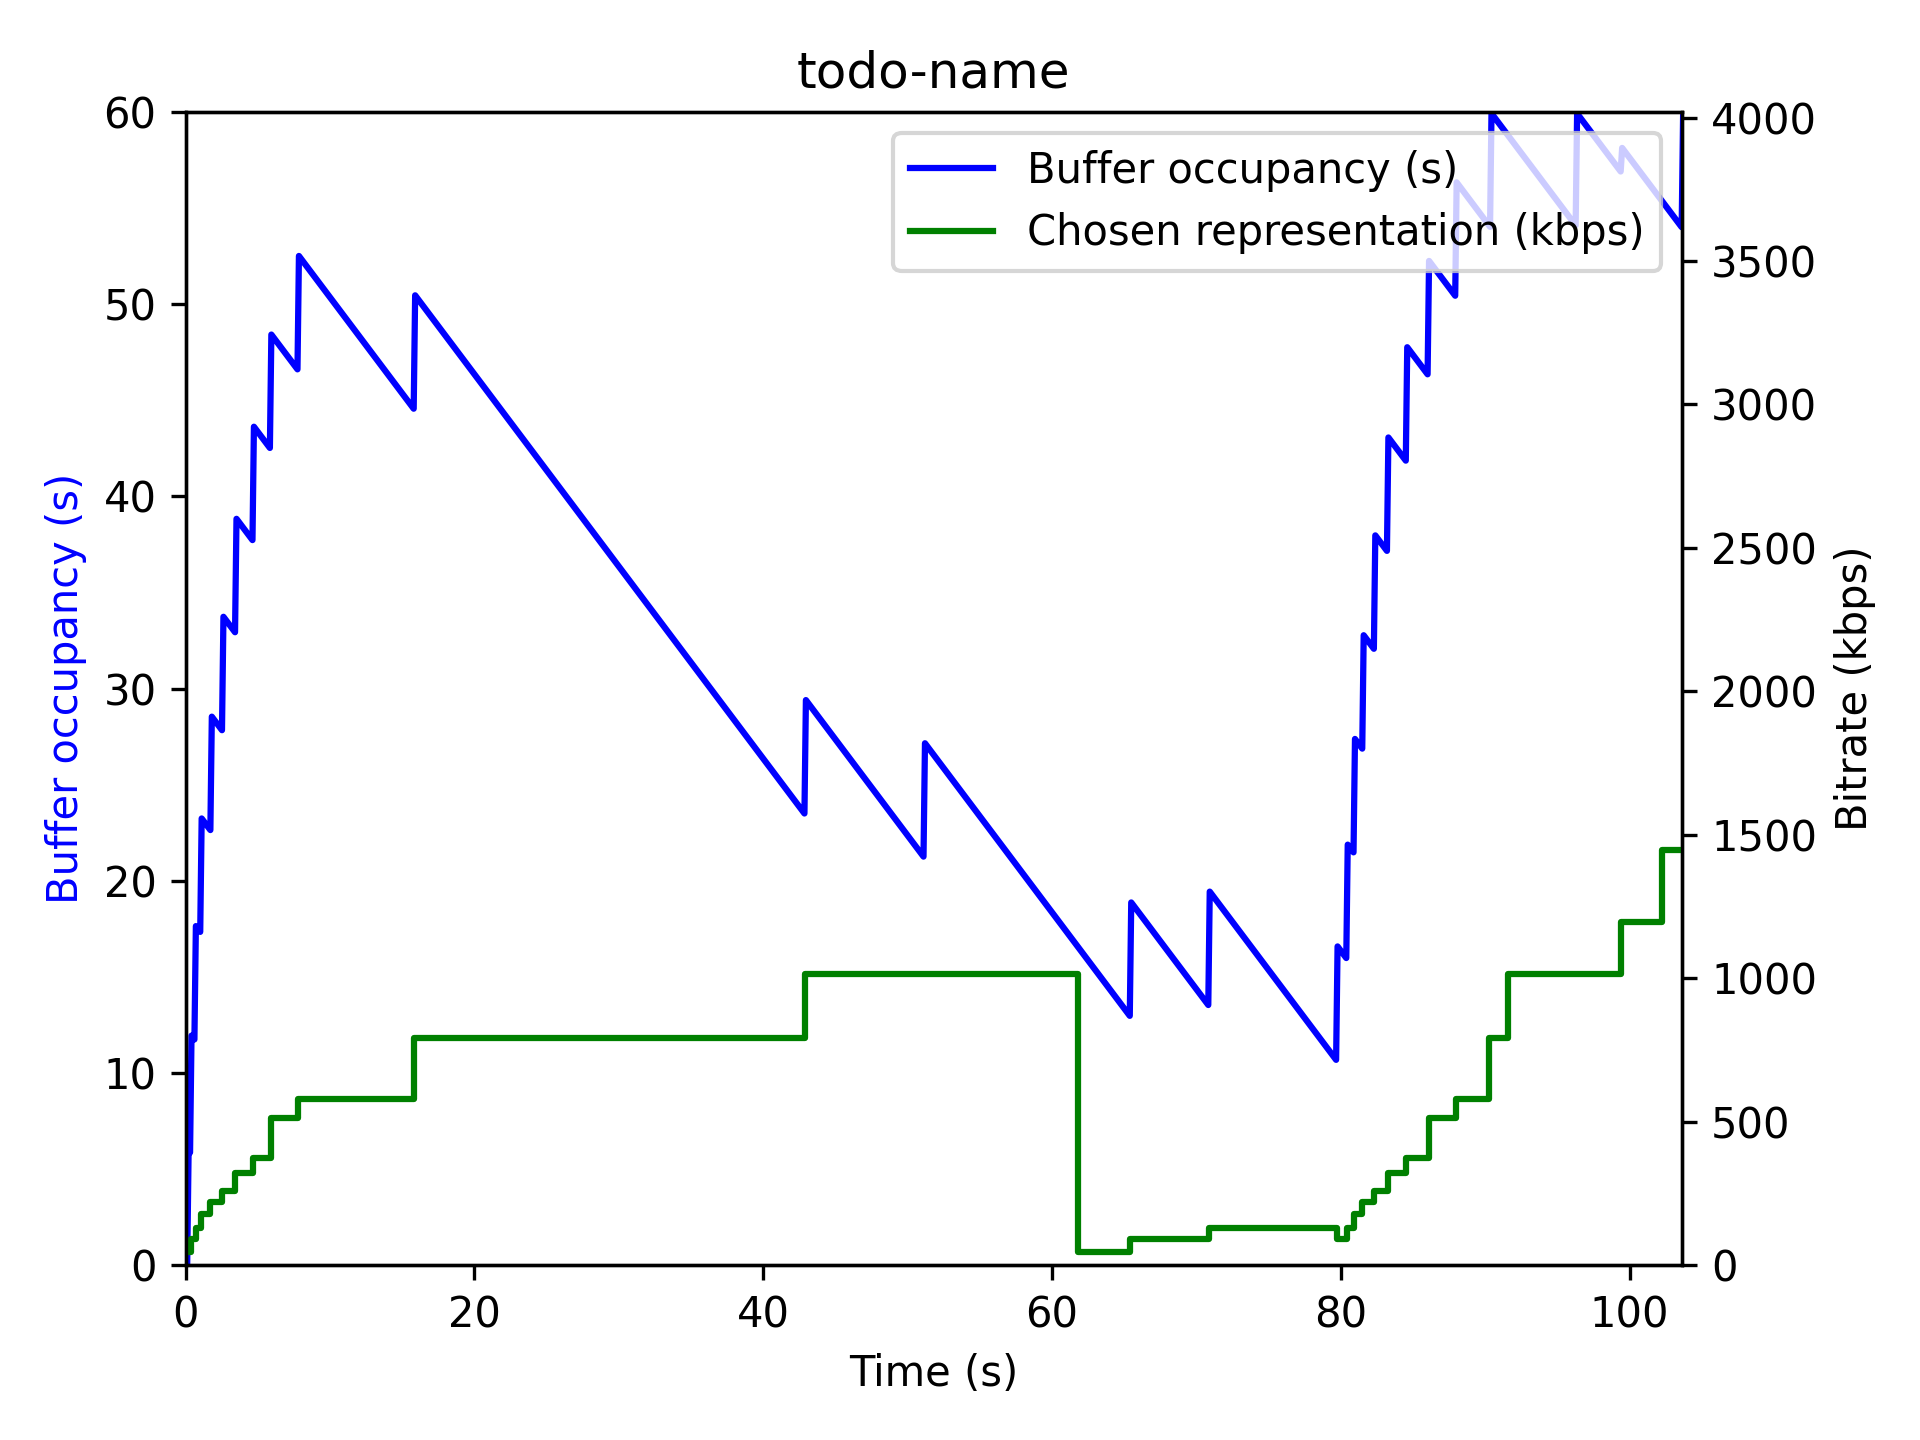 todo-name
Buffer occupancy (s)
Chosen representation (kbps)
60
50
40
30
20
10
0
Buffer occupancy (s)
4000
3500
3000
2500
2000
1500
1000
500
0
Bitrate (kbps)
0 20 40 60 80 100
Time (s)